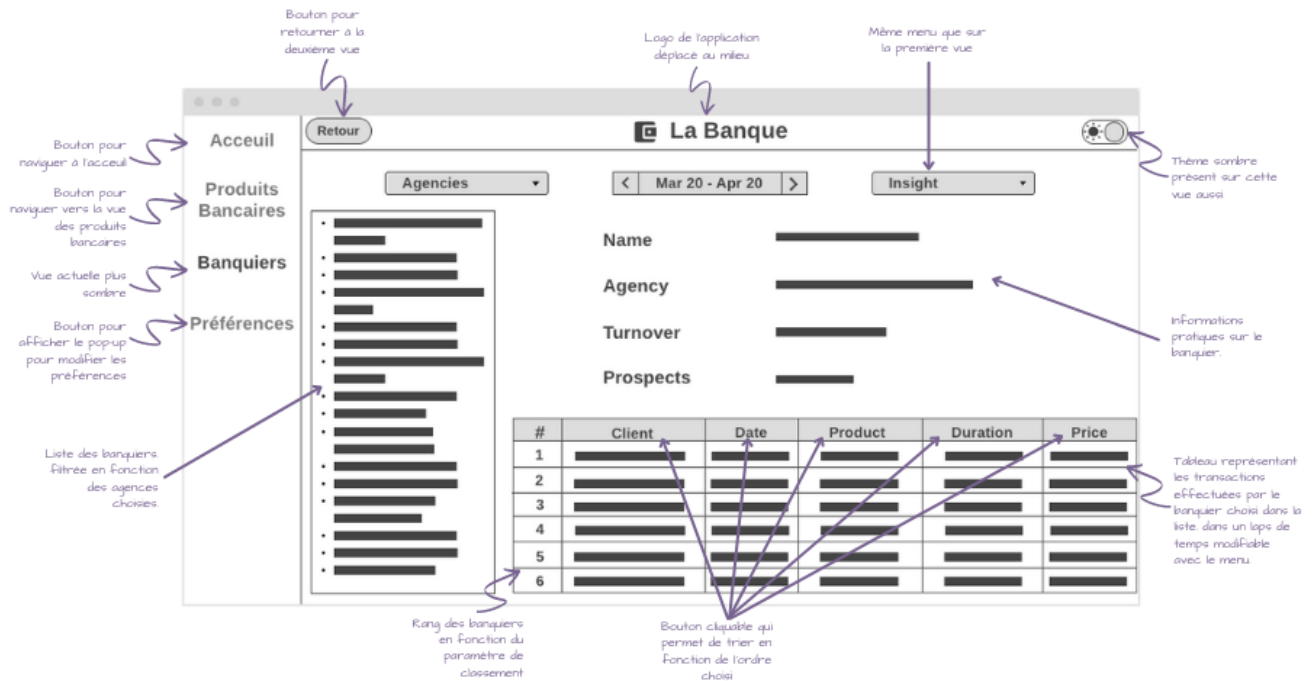 Bouton pour
retourner à la
deuxième vue
Logo de l'application
déplacé au milieu
Même menu que sur
la première vue
Bouton pour
naviguer à l'acceuil
Bouton pour
naviguer vers la vue
des produits
bancaires
Vue actuelle plus
sombre
Bouton pour
afficher le pop-up
pour modifier les
préférences
Liste des banquiers
filtrée en fonction
des agences
choisies.
Acceuil
Produits
Bancaires
Banquiers
Préférences
Retour
La Banque
Agencies
< Mar 20 - Apr 20 >
Insight
Name
Agency
Turnover
Prospects
# Client Date Product Duration Price
1
2
3
4
5
6
Thème sombre
présent sur cette
vue aussi
Informations
pratiques sur le
banquier.
Tableau représentant
les transactions
effectuées par le
banquier choisi dans la
liste, dans un laps de
temps modifiable
avec le menu.
Rang des banquiers
en fonction du
paramètre de
classement
Bouton cliquable qui
permet de trier en
fonction de l'ordre
choisi